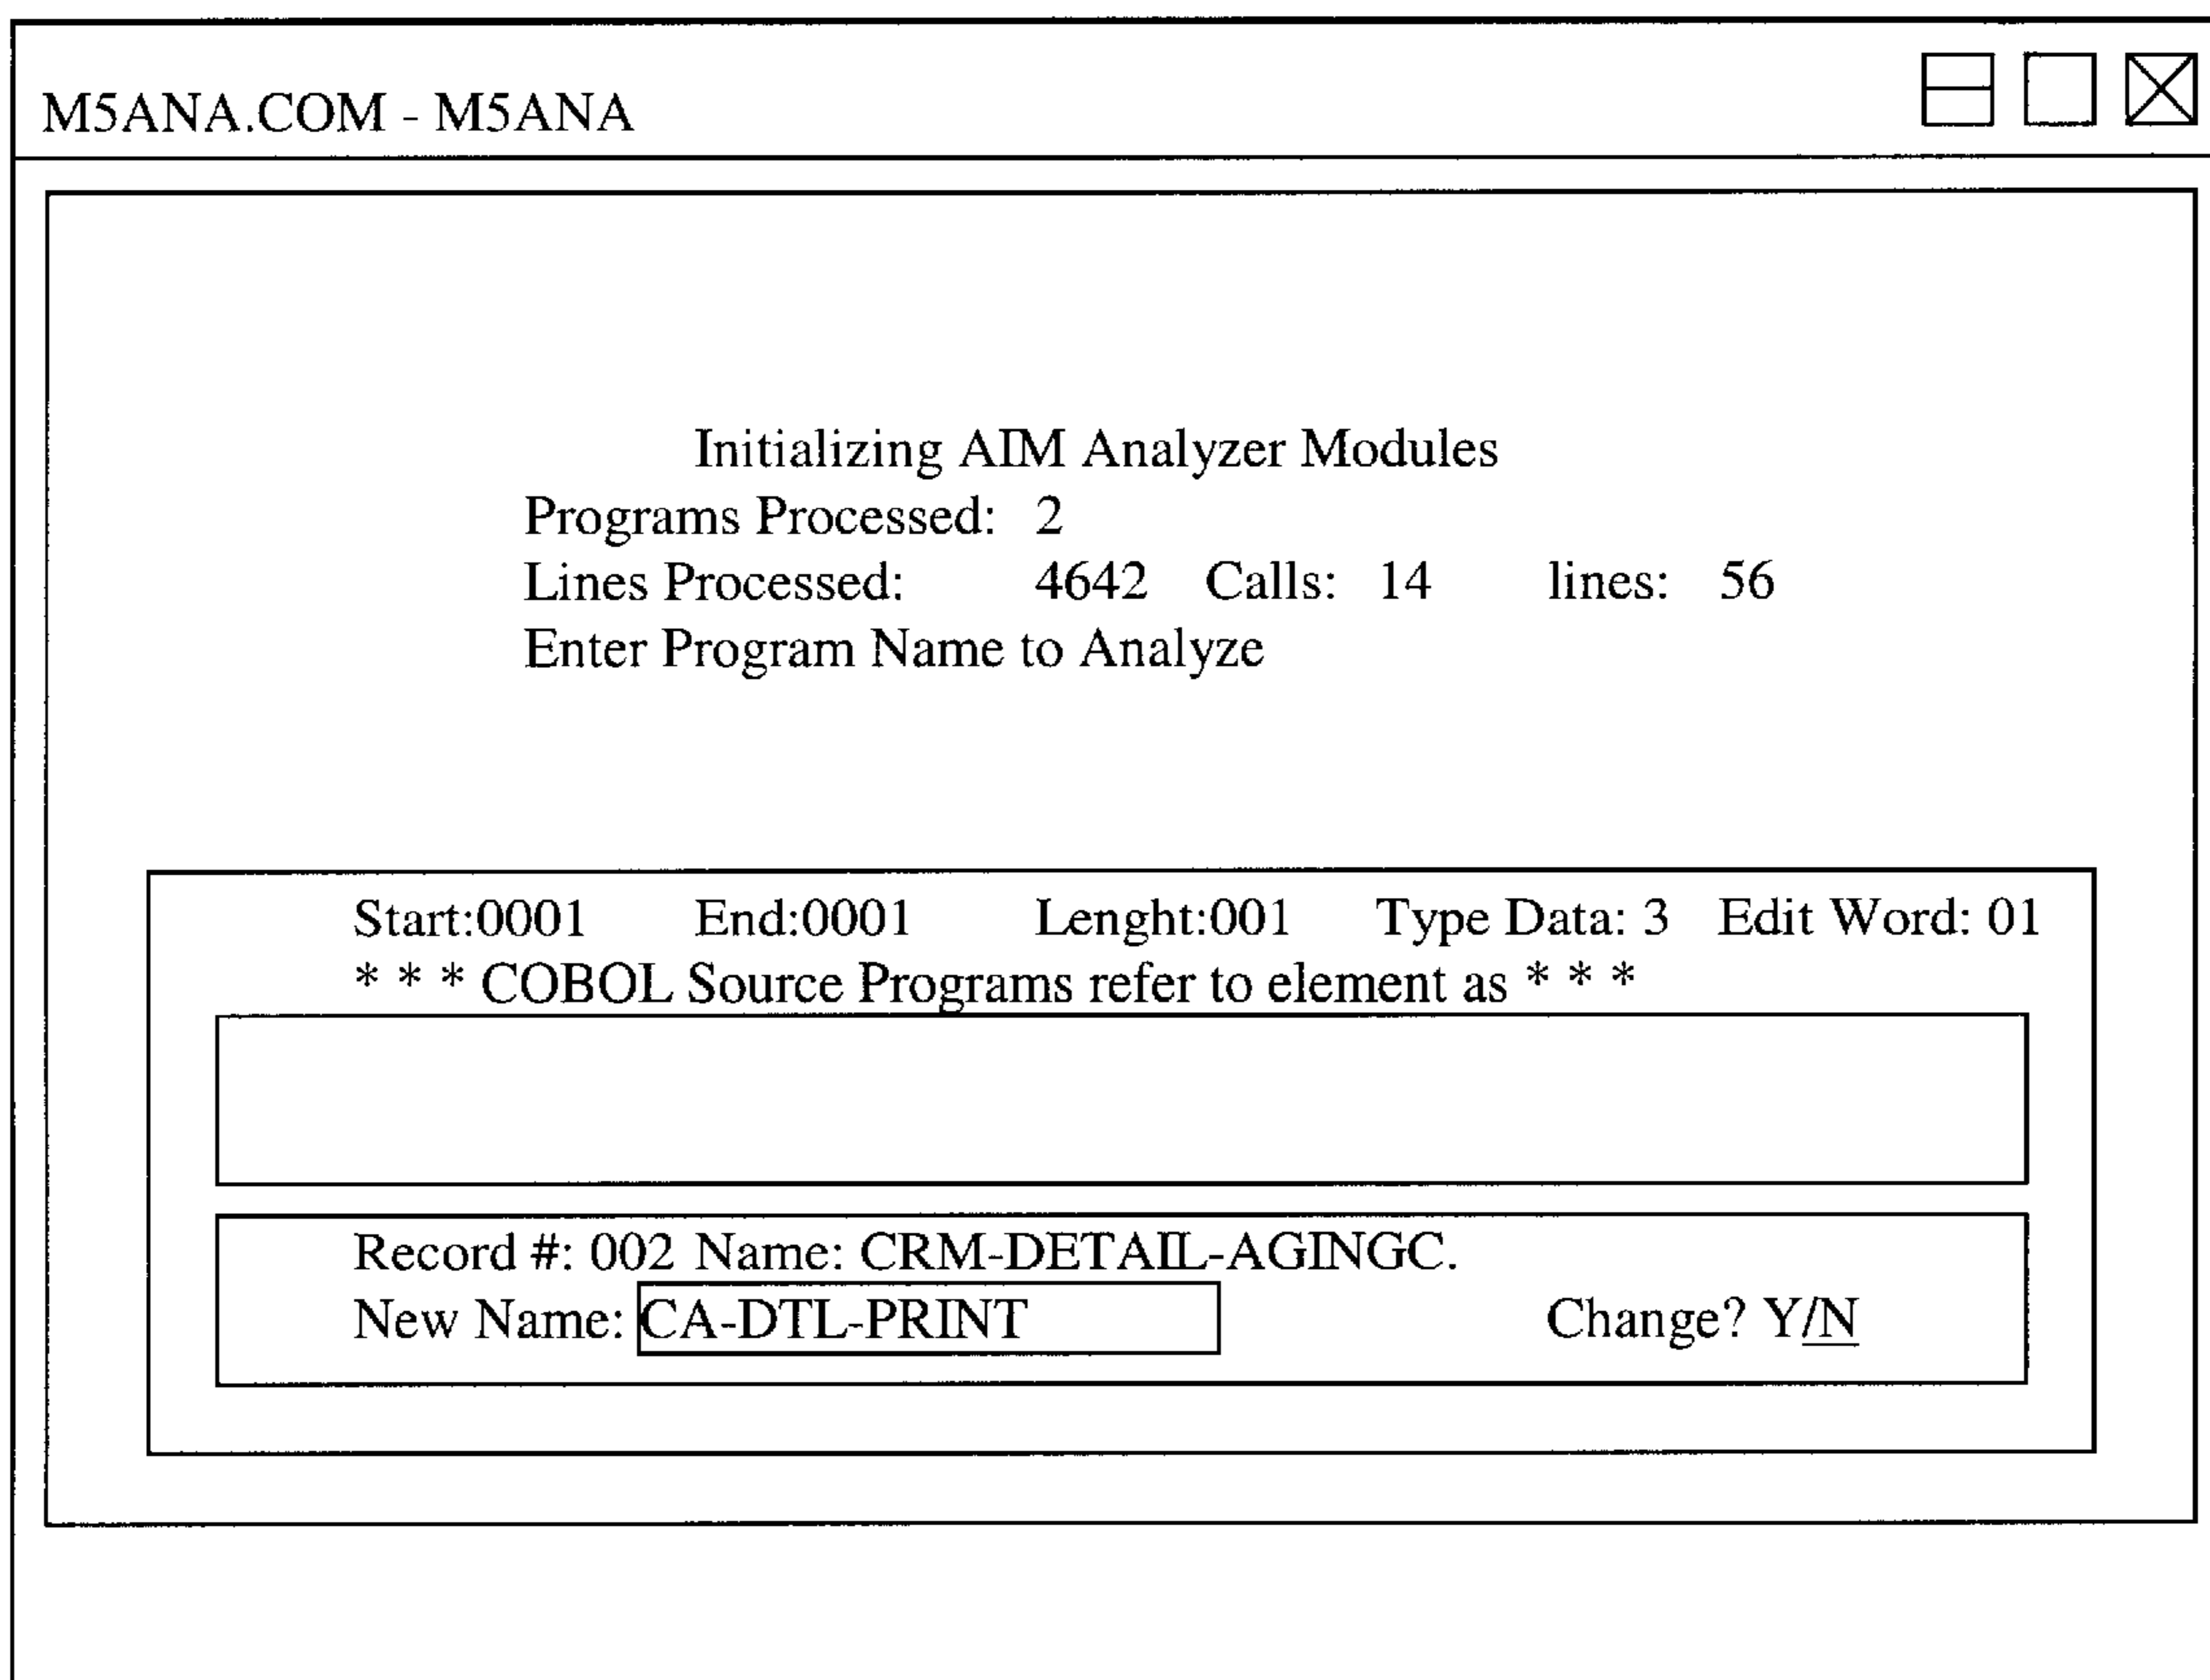 M5ANA.COM - M5ANA
Initializing AIM Analyzer Modules
Programs Processed: 2
Lines Processed: 4642 Calls: 14 lines: 56
Enter Program Name to Analyze
Start:0001 End:0001 Lenght:001 Type Data: 3 Edit Word: 01
* * * COBOL Source Programs refer to element as * * *
Record #: 002 Name: CRM-DETAIL-AGINGC.
New Name: CA-DTL-PRINT Change? Y/N